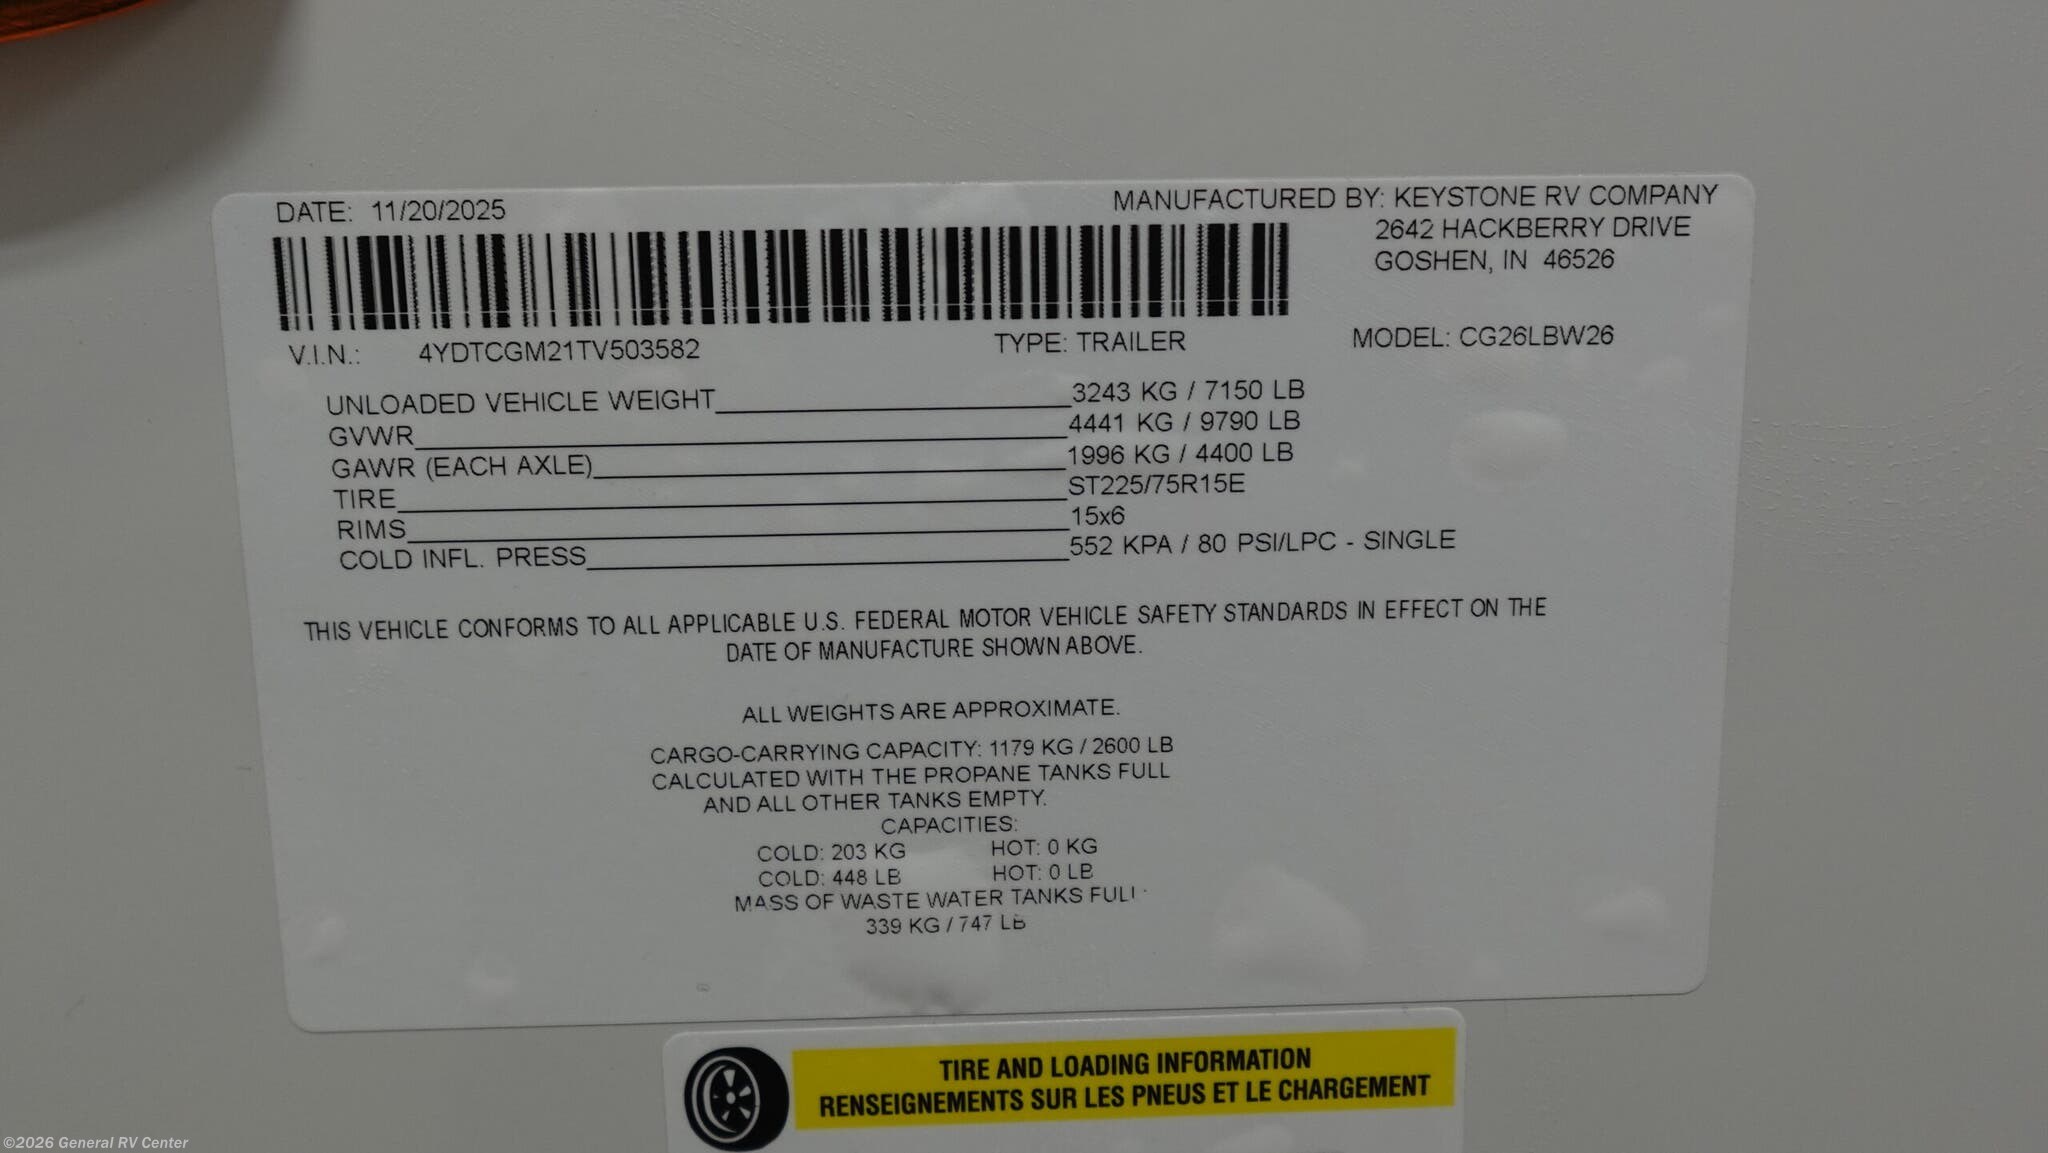 DATE: 11/20/2025
MANUFACTURED BY: KEYSTONE RV COMPANY
2642 HACKBERRY DRIVE
GOSHEN, IN 46526
V.I.N.: 4YDTCGM21TV503582 TYPE: TRAILER MODEL: CG26LBW26
UNLOADED VEHICLE WEIGHT 3243 KG / 7150 LB
GVWR 4441 KG / 9790 LB
GAWR (EACH AXLE) 1996 KG / 4400 LB
TIRE ST225/75R15E
RIMS 15x6
COLD INFL. PRESS 552 KPA / 80 PSI/LPC - SINGLE
THIS VEHICLE CONFORMS TO ALL APPLICABLE U.S. FEDERAL MOTOR VEHICLE SAFETY STANDARDS IN EFFECT ON THE
DATE OF MANUFACTURE SHOWN ABOVE.
ALL WEIGHTS ARE APPROXIMATE.
CARGO-CARRYING CAPACITY: 1179 KG / 2600 LB
CALCULATED WITH THE PROPANE TANKS FULL
AND ALL OTHER TANKS EMPTY.
CAPACITIES:
COLD: 203 KG HOT: 0 KG
COLD: 448 LB HOT: 0 LB
MASS OF WASTE WATER TANKS FULL:
339 KG / 747 LB
TIRE AND LOADING INFORMATION
RENSEIGNEMENTS SUR LES PNEUS ET LE CHARGEMENT
©2026 General RV Center